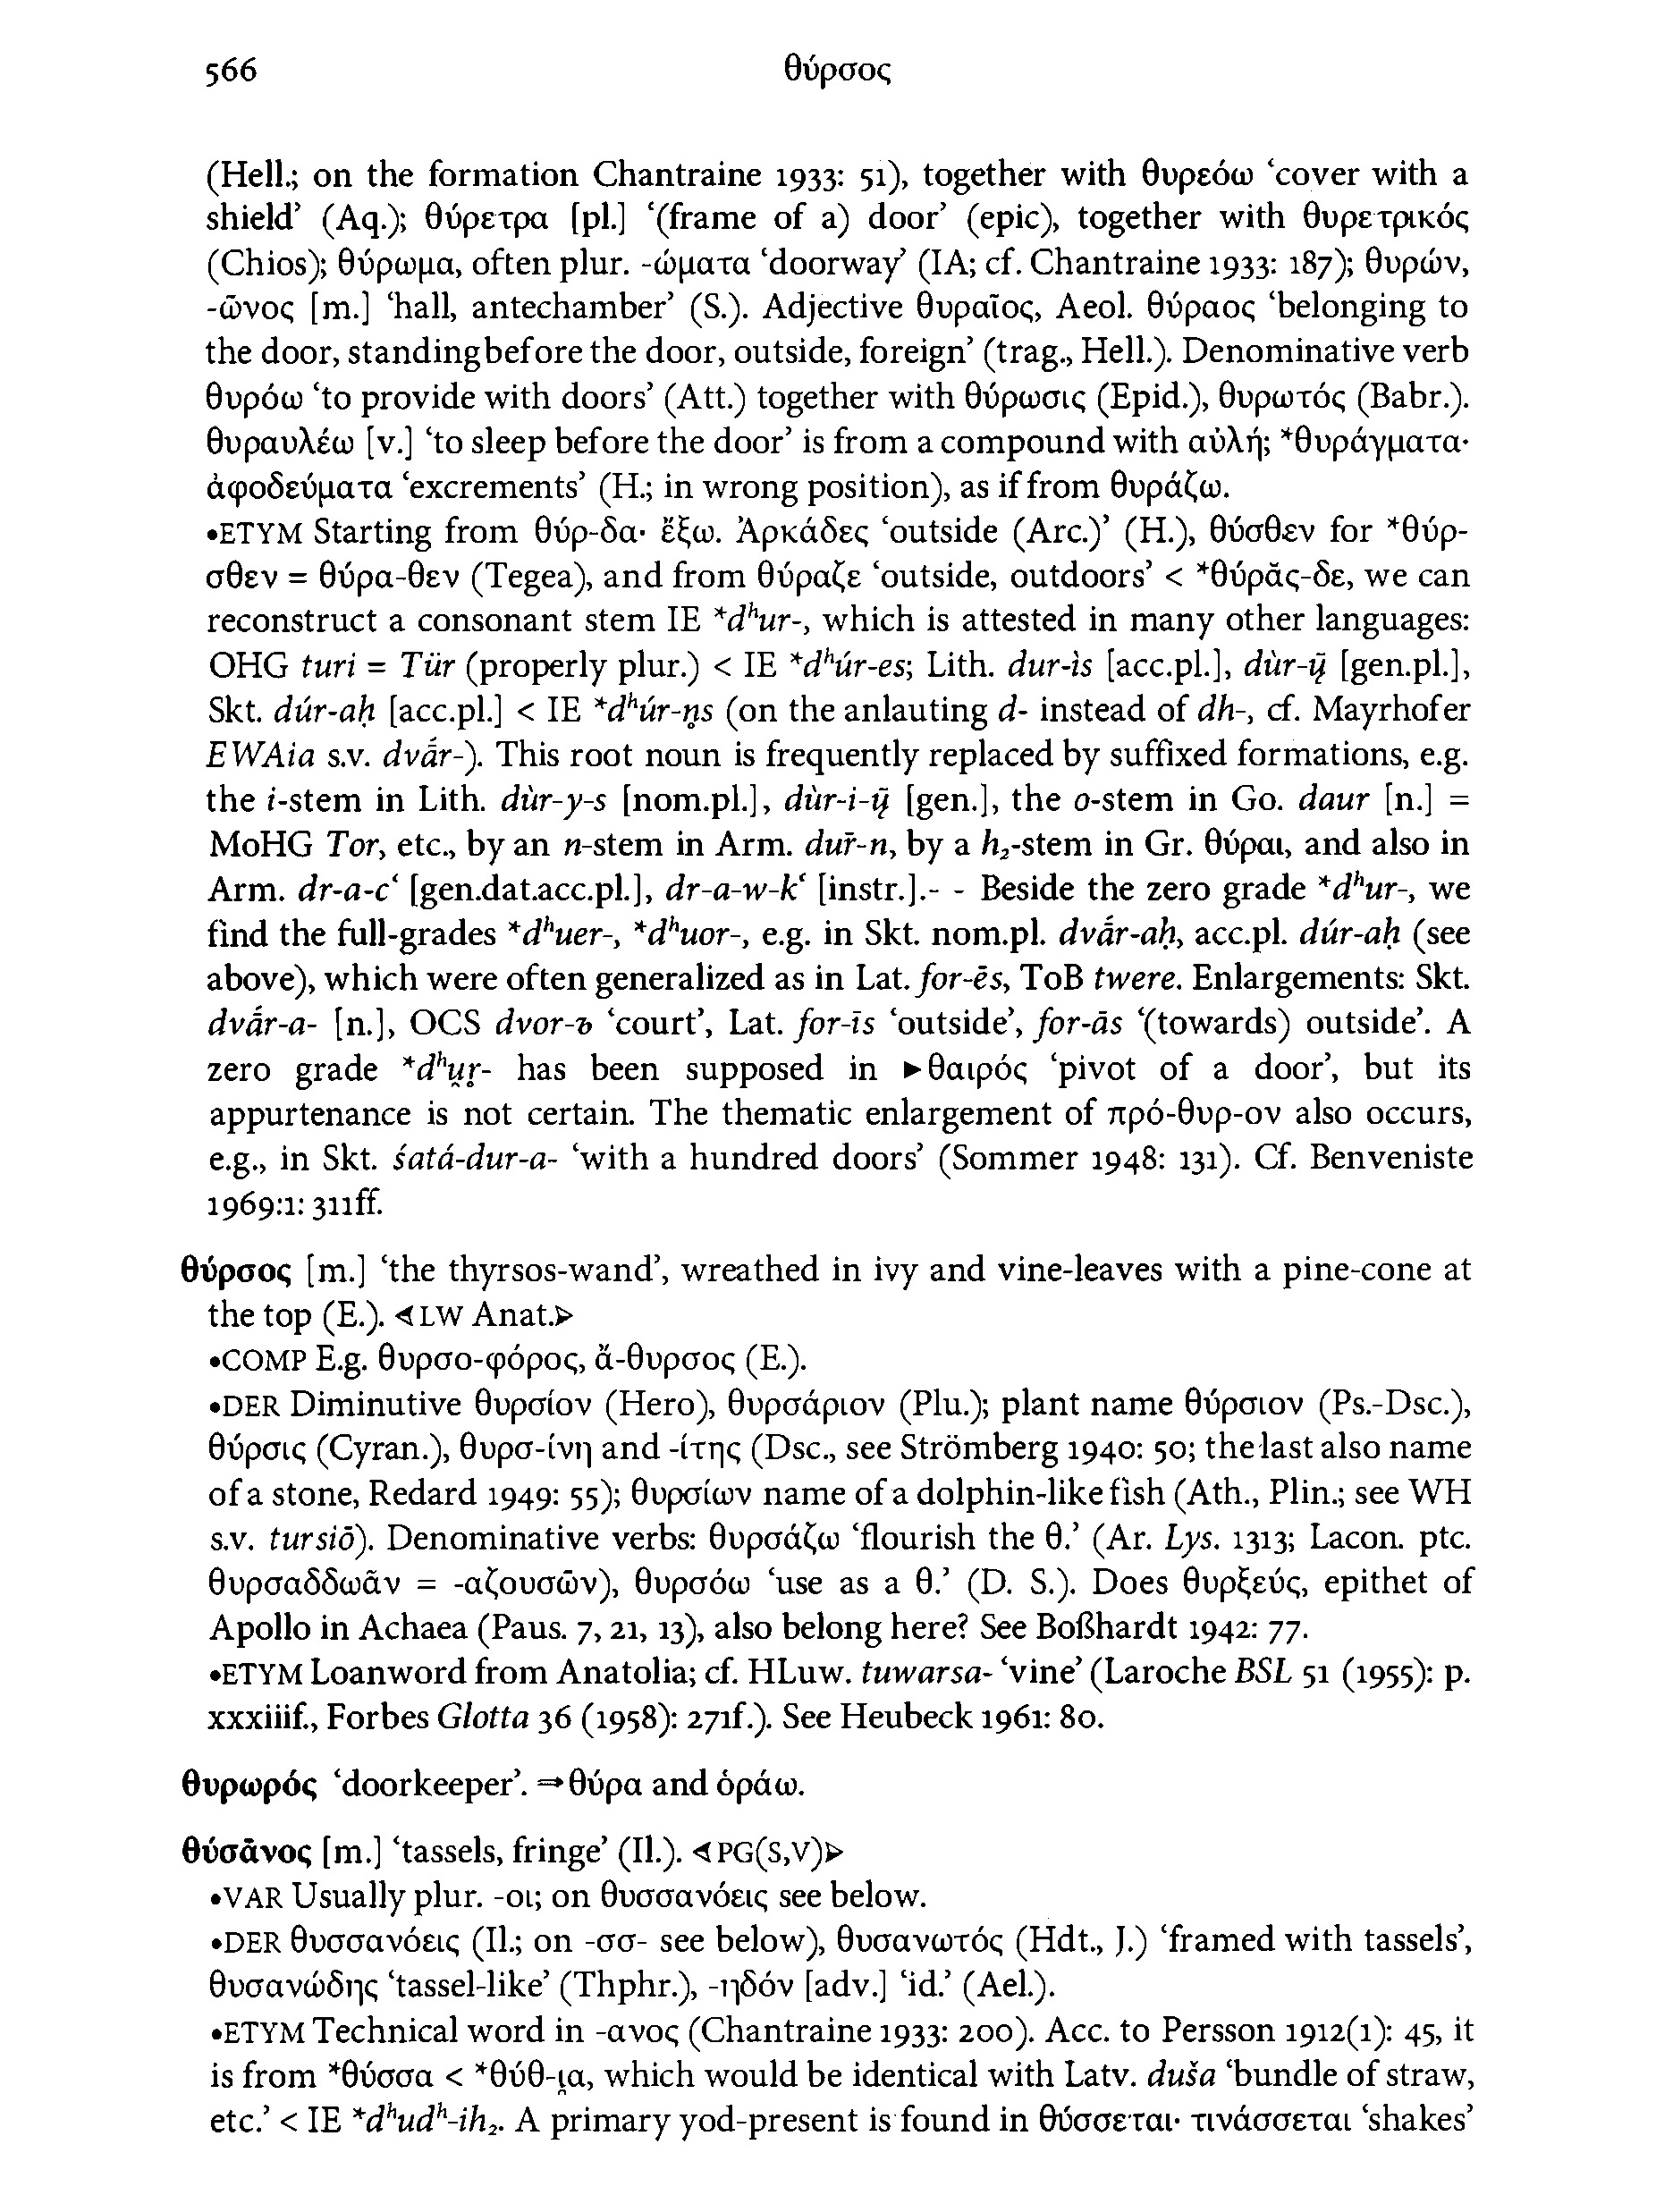 566 θύρσος
(Hell.; on the formation Chantraine 1933: 51), together with θυρεόω ‘cover with a
shield’ (Aq.); θύρετρα [pl.] ‘(frame of a) door’ (epic), together with θυρετρικός
(Chios); θύρωμα, often plur. -ώματα ‘doorway’ (IA; cf. Chantraine 1933: 187); θυρών,
-ῶνος [m.] ‘hall, antechamber’ (S.). Adjective θυραῖος, Aeol. θύραος ‘belonging to
the door, standing before the door, outside, foreign’ (trag., Hell.). Denominative verb
θυρόω ‘to provide with doors’ (Att.) together with θύρωσις (Epid.), θυρωτός (Babr.).
θυραυλέω [v.] ‘to sleep before the door’ is from a compound with αὐλή; *θυράγματα·
ἀφοδεύματα ‘excrements’ (H.; in wrong position), as if from θυράζω.
•ETYM Starting from θύρ-δα· ἔξω. Ἀρκάδες ‘outside (Arc.)’ (H.), θύσθεν for *θύρ-
σθεν = θύρα-θεν (Tegea), and from θύραζε ‘outside, outdoors’ < *θύρᾰς-δε, we can
reconstruct a consonant stem IE *dʰur-, which is attested in many other languages:
OHG turi = Tür (properly plur.) < IE *dʰúr-es; Lith. dur-ìs [acc.pl.], dùr-ų̃ [gen.pl.],
Skt. dúr-aḥ [acc.pl.] < IE *dʰúr-n̥s (on the anlauting d- instead of dh-, cf. Mayrhofer
EWAia s.v. dvā́r-). This root noun is frequently replaced by suffixed formations, e.g.
the i-stem in Lith. dùr-y-s [nom.pl.], dùr-i-ų̃ [gen.], the o-stem in Go. daur [n.] =
MoHG Tor, etc., by an n-stem in Arm. duṙ-n, by a h₂-stem in Gr. θύραι, and also in
Arm. dr-a-c‘ [gen.dat.acc.pl.], dr-a-w-k‘ [instr.].- - Beside the zero grade *dʰur-, we
find the full-grades *dʰuer-, *dʰuor-, e.g. in Skt. nom.pl. dvā́r-aḥ, acc.pl. dúr-aḥ (see
above), which were often generalized as in Lat. for-ēs, ToB twere. Enlargements: Skt.
dvā́r-a- [n.], OCS dvor-ъ ‘court’, Lat. for-īs ‘outside’, for-ās ‘(towards) outside’. A
zero grade *dʰu̯r̥- has been supposed in ►θαιρός ‘pivot of a door’, but its
appurtenance is not certain. The thematic enlargement of πρό-θυρ-ον also occurs,
e.g., in Skt. śatá-dur-a- ‘with a hundred doors’ (Sommer 1948: 131). Cf. Benveniste
1969:1: 311ff.
θύρσος [m.] ‘the thyrsos-wand’, wreathed in ivy and vine-leaves with a pine-cone at
the top (E.). ⊲LW Anat.⊳
•COMP E.g. θυρσο-φόρος, ἄ-θυρσος (E.).
•DER Diminutive θυρσίον (Hero), θυρσάριον (Plu.); plant name θύρσιον (Ps.-Dsc.),
θύρσις (Cyran.), θυρσ-ίνη and -ίτης (Dsc., see Strömberg 1940: 50; the last also name
of a stone, Redard 1949: 55); θυρσίων name of a dolphin-like fish (Ath., Plin.; see WH
s.v. tursiō). Denominative verbs: θυρσάζω ‘flourish the θ.’ (Ar. Lys. 1313; Lacon. ptc.
θυρσαδδωᾶν = -αζουσῶν), θυρσόω ‘use as a θ.’ (D. S.). Does θυρξεύς, epithet of
Apollo in Achaea (Paus. 7, 21, 13), also belong here? See Boßhardt 1942: 77.
•ETYM Loanword from Anatolia; cf. HLuw. tuwarsa- ‘vine’ (Laroche BSL 51 (1955): p.
xxxiiif., Forbes Glotta 36 (1958): 271f.). See Heubeck 1961: 80.
θυρωρός ‘doorkeeper’. ⇒θύρα and ὁράω.
θύσᾰνος [m.] ‘tassels, fringe’ (Il.). ⊲PG(S,V)⊳
•VAR Usually plur. -οι; on θυσσανόεις see below.
•DER θυσσανόεις (Il.; on -σσ- see below), θυσανωτός (Hdt., J.) ‘framed with tassels’,
θυσανώδης ‘tassel-like’ (Thphr.), -ηδόν [adv.] ‘id.’ (Ael.).
•ETYM Technical word in -ανος (Chantraine 1933: 200). Acc. to Persson 1912(1): 45, it
is from *θύσσα < *θύθ-ι̯α, which would be identical with Latv. duša ‘bundle of straw,
etc.’ < IE *dʰudʰ-ih₂. A primary yod-present is found in θύσσεται· τινάσσεται ‘shakes’